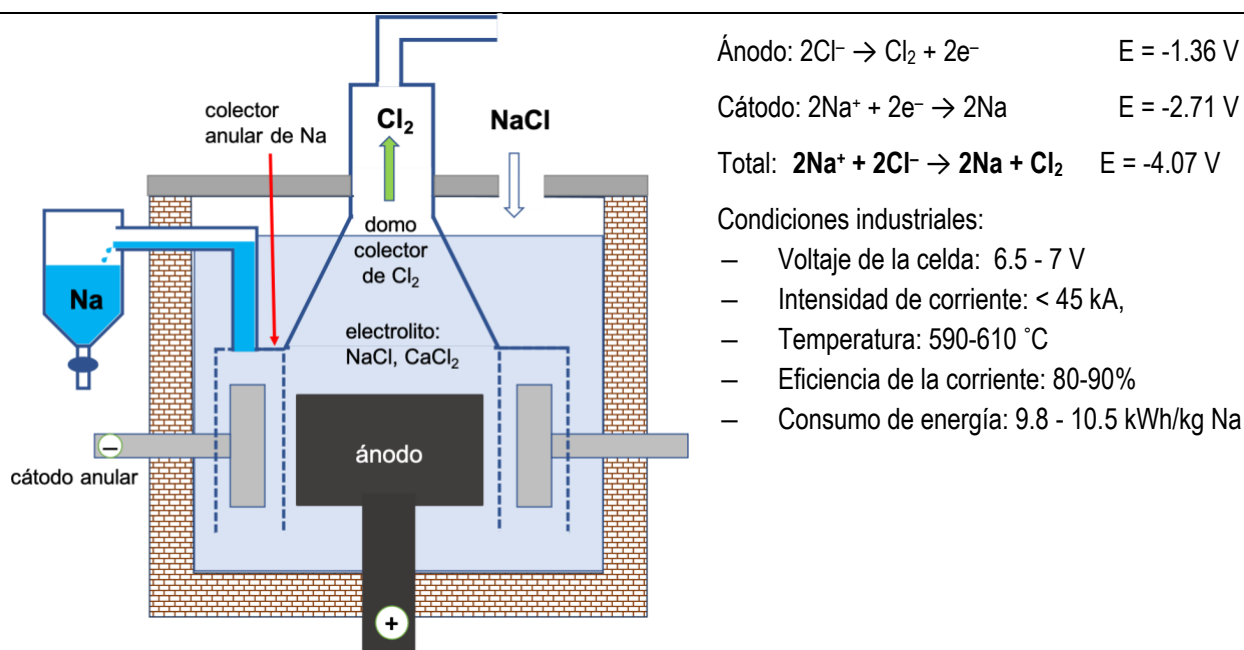 colector
anular de Na
Cl₂
NaCl
domo
colector
de Cl₂
Na
electrolito:
NaCl, CaCl₂
–
ánodo
cátodo anular
+
Ánodo: 2Cl⁻ → Cl₂ + 2e⁻ E = -1.36 V
Cátodo: 2Na⁺ + 2e⁻ → 2Na E = -2.71 V
Total: 2Na⁺ + 2Cl⁻ → 2Na + Cl₂ E = -4.07 V
Condiciones industriales:
– Voltaje de la celda: 6.5 - 7 V
– Intensidad de corriente: < 45 kA,
– Temperatura: 590-610 ˚C
– Eficiencia de la corriente: 80-90%
– Consumo de energía: 9.8 - 10.5 kWh/kg Na